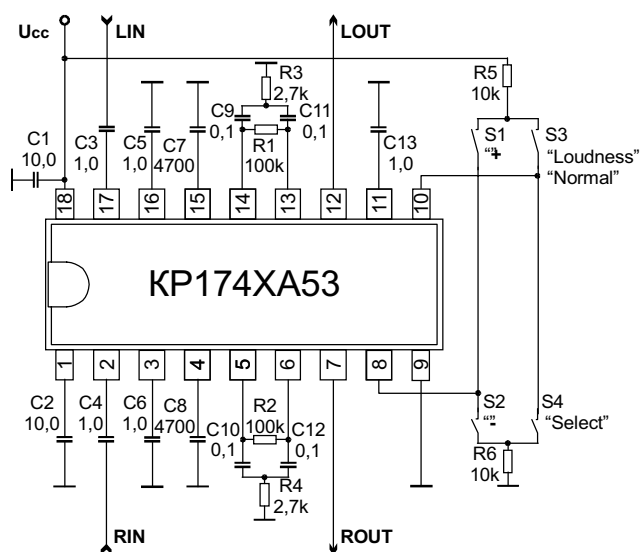 Ucc
LIN
LOUT
R3
2,7k
R5
10k
C9
0,1
C11
0,1
R1
100k
C1
10,0
C3
1,0
C5
1,0
C7
4700
C13
1,0
S1
“”+
S3
“Loudness”
“Normal”
18
17
16
15
14
13
12
11
10
КР174ХА53
1
2
3
4
5
6
7
8
9
C2
10,0
C4
1,0
C6
1,0
C8
4700
C10
0,1
R2
100k
C12
0,1
R4
2,7k
S2
“”-
S4
“Select”
R6
10k
RIN
ROUT